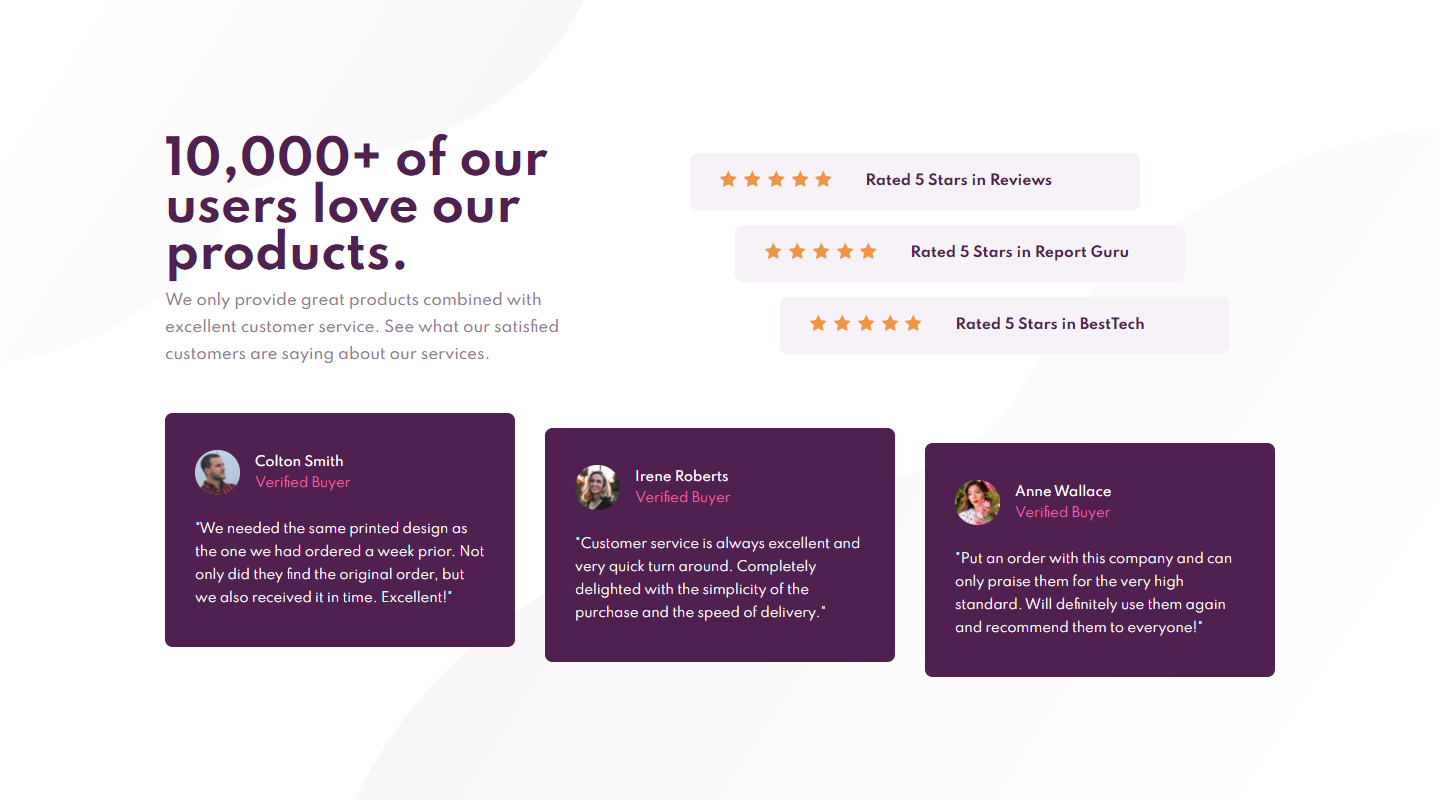 10,000+ of our
users love our
products.
We only provide great products combined with
excellent customer service. See what our satisfied
customers are saying about our services.
Rated 5 Stars in Reviews
Rated 5 Stars in Report Guru
Rated 5 Stars in BestTech
Colton Smith
Verified Buyer
"We needed the same printed design as
the one we had ordered a week prior. Not
only did they find the original order, but
we also received it in time. Excellent!"
Irene Roberts
Verified Buyer
"Customer service is always excellent and
very quick turn around. Completely
delighted with the simplicity of the
purchase and the speed of delivery."
Anne Wallace
Verified Buyer
"Put an order with this company and can
only praise them for the very high
standard. Will definitely use them again
and recommend them to everyone!"